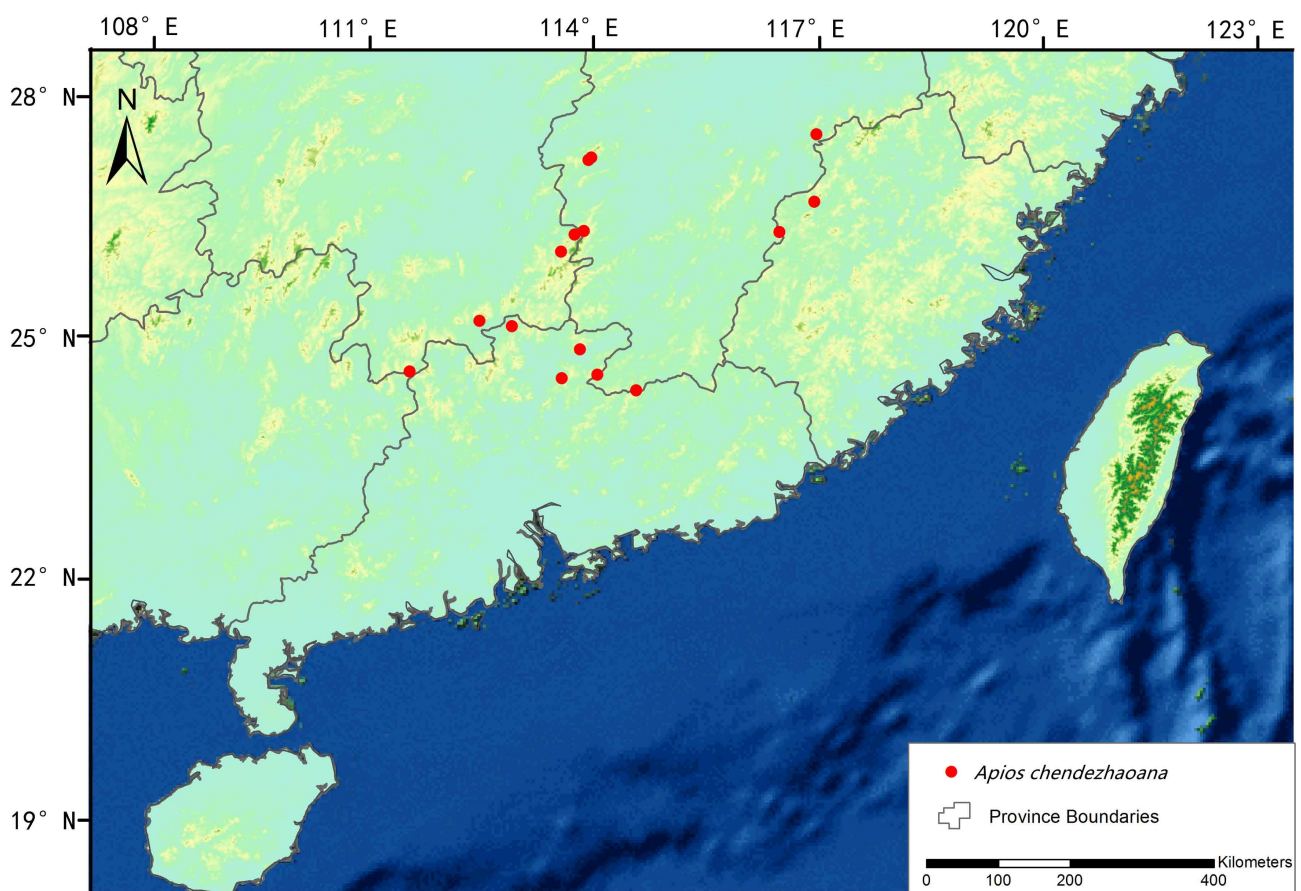 108° E 111° E 114° E 117° E 120° E 123° E
28° N
N
25° N
22° N
19° N
Apios chendezhaoana
Province Boundaries
Kilometers
0 100 200 400